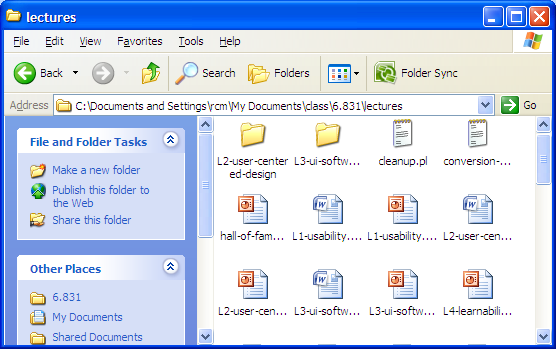 lectures
File Edit View Favorites Tools Help
Back Search Folders Folder Sync
Address C:\Documents and Settings\rcm\My Documents\class\6.831\lectures Go
File and Folder Tasks
Make a new folder
Publish this folder to
the Web
Share this folder
Other Places
6.831
My Documents
Shared Documents
L2-user-center
ed-design
L3-ui-softw...
cleanup.pl
conversion-...
hall-of-fam...
L1-usability....
L1-usability....
L2-user-cen...
L2-user-cen...
L3-ui-softw...
L3-ui-softw...
L4-learnabili...